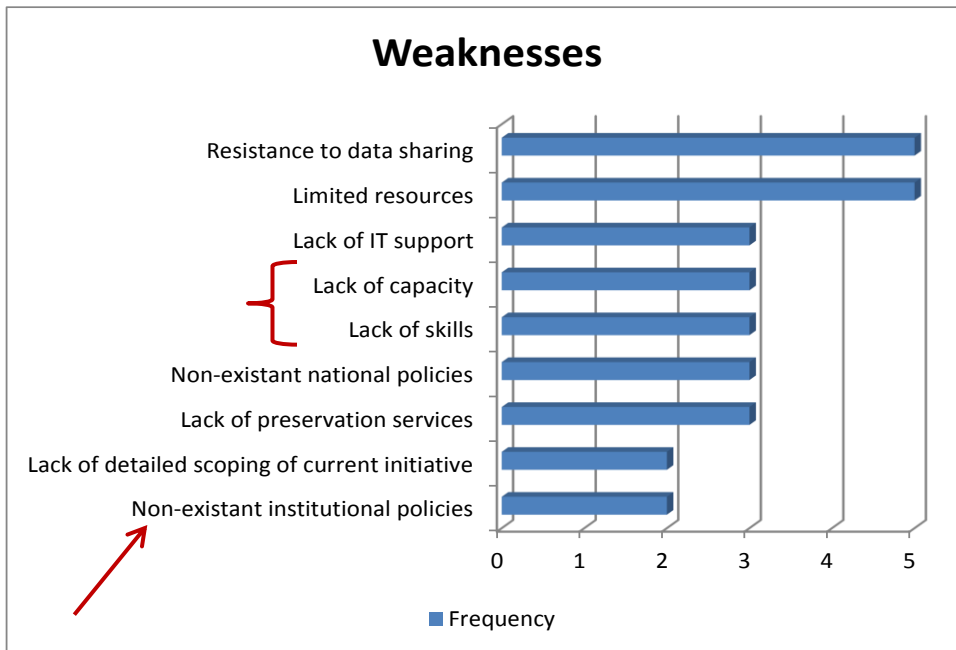 Weaknesses
Resistance to data sharing
Limited resources
Lack of IT support
Lack of capacity
Lack of skills
Non-existant national policies
Lack of preservation services
Lack of detailed scoping of current initiative
Non-existant institutional policies
0 1 2 3 4 5
Frequency